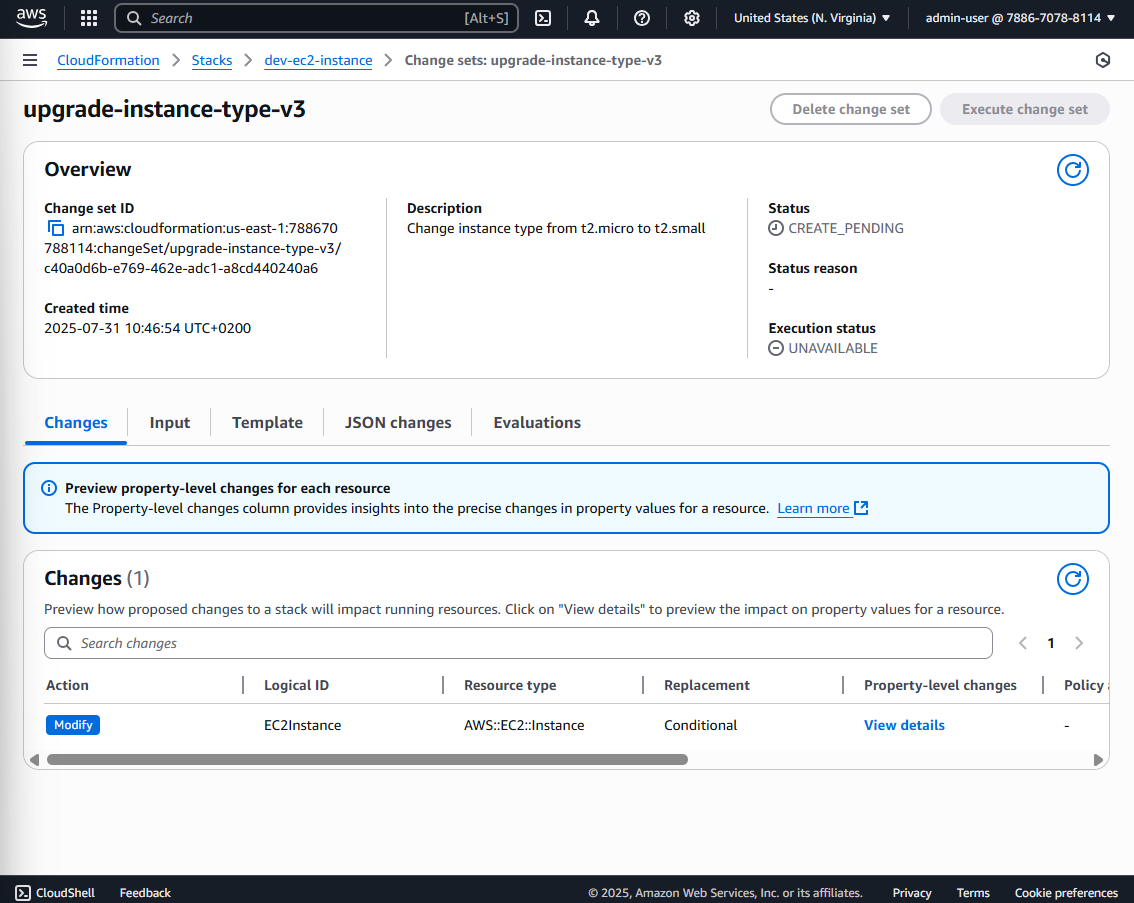 aws Search [Alt+S] United States (N. Virginia) admin-user @ 7886-7078-8114
CloudFormation Stacks dev-ec2-instance Change sets: upgrade-instance-type-v3
upgrade-instance-type-v3 Delete change set Execute change set
Overview
Change set ID
arn:aws:cloudformation:us-east-1:788670
788114:changeSet/upgrade-instance-type-v3/
c40a0d6b-e769-462e-adc1-a8cd440240a6
Created time
2025-07-31 10:46:54 UTC+0200
Description
Change instance type from t2.micro to t2.small
Status
CREATE_PENDING
Status reason
-
Execution status
UNAVAILABLE
Changes Input Template JSON changes Evaluations
Preview property-level changes for each resource
The Property-level changes column provides insights into the precise changes in property values for a resource. Learn more
Changes (1)
Preview how proposed changes to a stack will impact running resources. Click on "View details" to preview the impact on property values for a resource.
Search changes 1
Action Logical ID Resource type Replacement Property-level changes Policy
Modify EC2Instance AWS::EC2::Instance Conditional View details -
CloudShell Feedback © 2025, Amazon Web Services, Inc. or its affiliates. Privacy Terms Cookie preferences